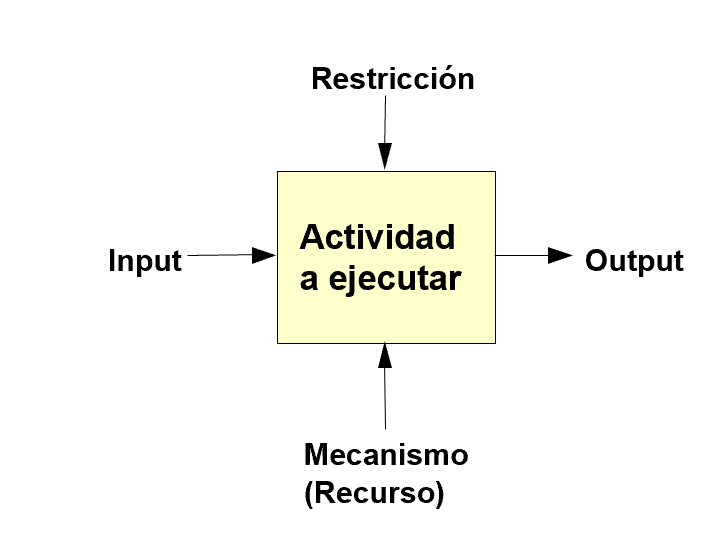 Restricción
Actividad
a ejecutar
Input
Output
Mecanismo
(Recurso)